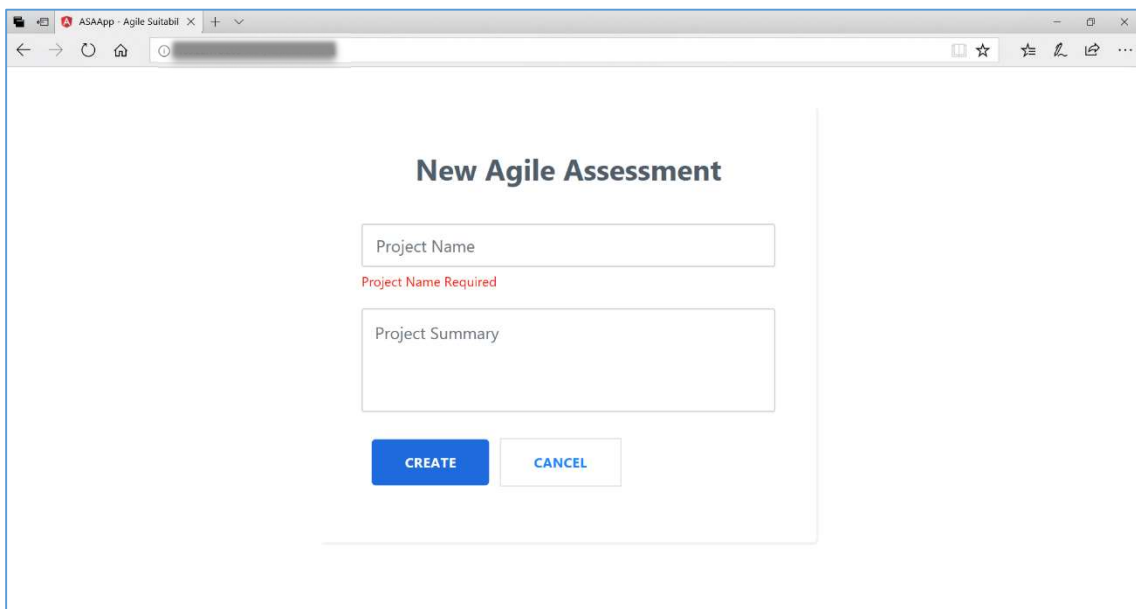 ASAApp - Agile Suitabil
New Agile Assessment
Project Name
Project Name Required
Project Summary
CREATE
CANCEL